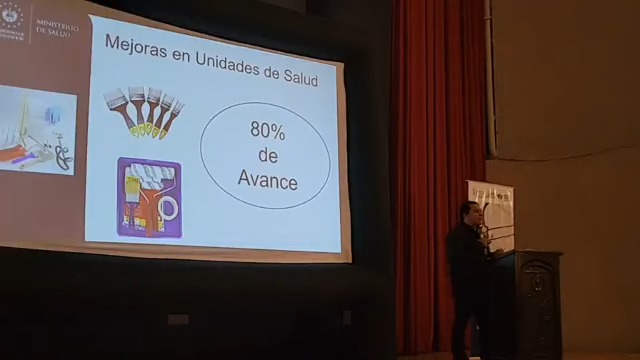 MINISTERIO
DE SALUD
Mejoras en Unidades de Salud
80%
de
Avance